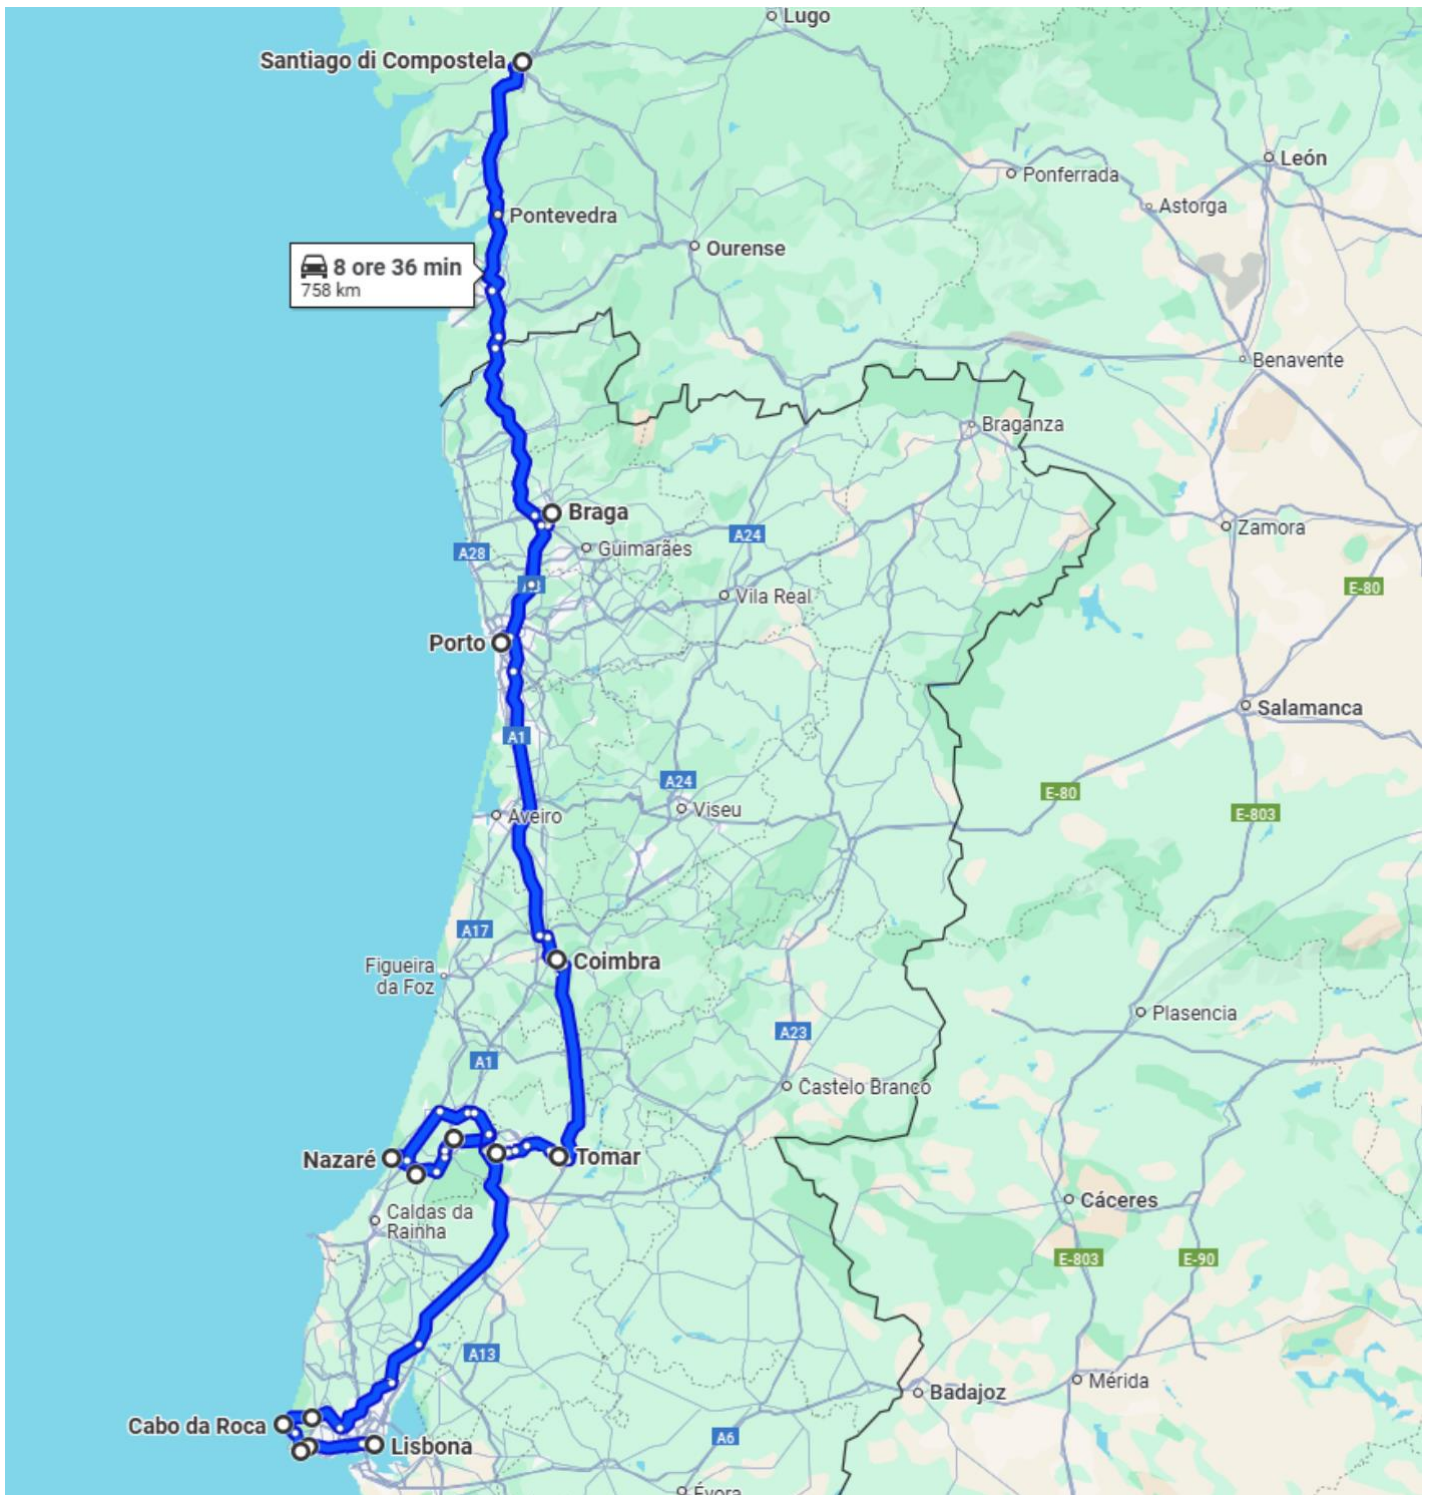 Lugo
Santiago di Compostela
León
Ponferrada
Astorga
Pontevedra
Ourense
8 ore 36 min
758 km
Benavente
Braganza
Braga
Zamora
A24
Guimarães
A28
E-80
Vila Real
Porto
Salamanca
A1
A24
E-80
Viseu
E-803
Aveiro
A17
Coimbra
Figueira
da Foz
Plasencia
A23
A1
Castelo Branco
Nazaré
Tomar
Cáceres
Caldas da
Rainha
E-803
E-90
A13
Mérida
Badajoz
Cabo da Roca
A6
Lisbona
Évora